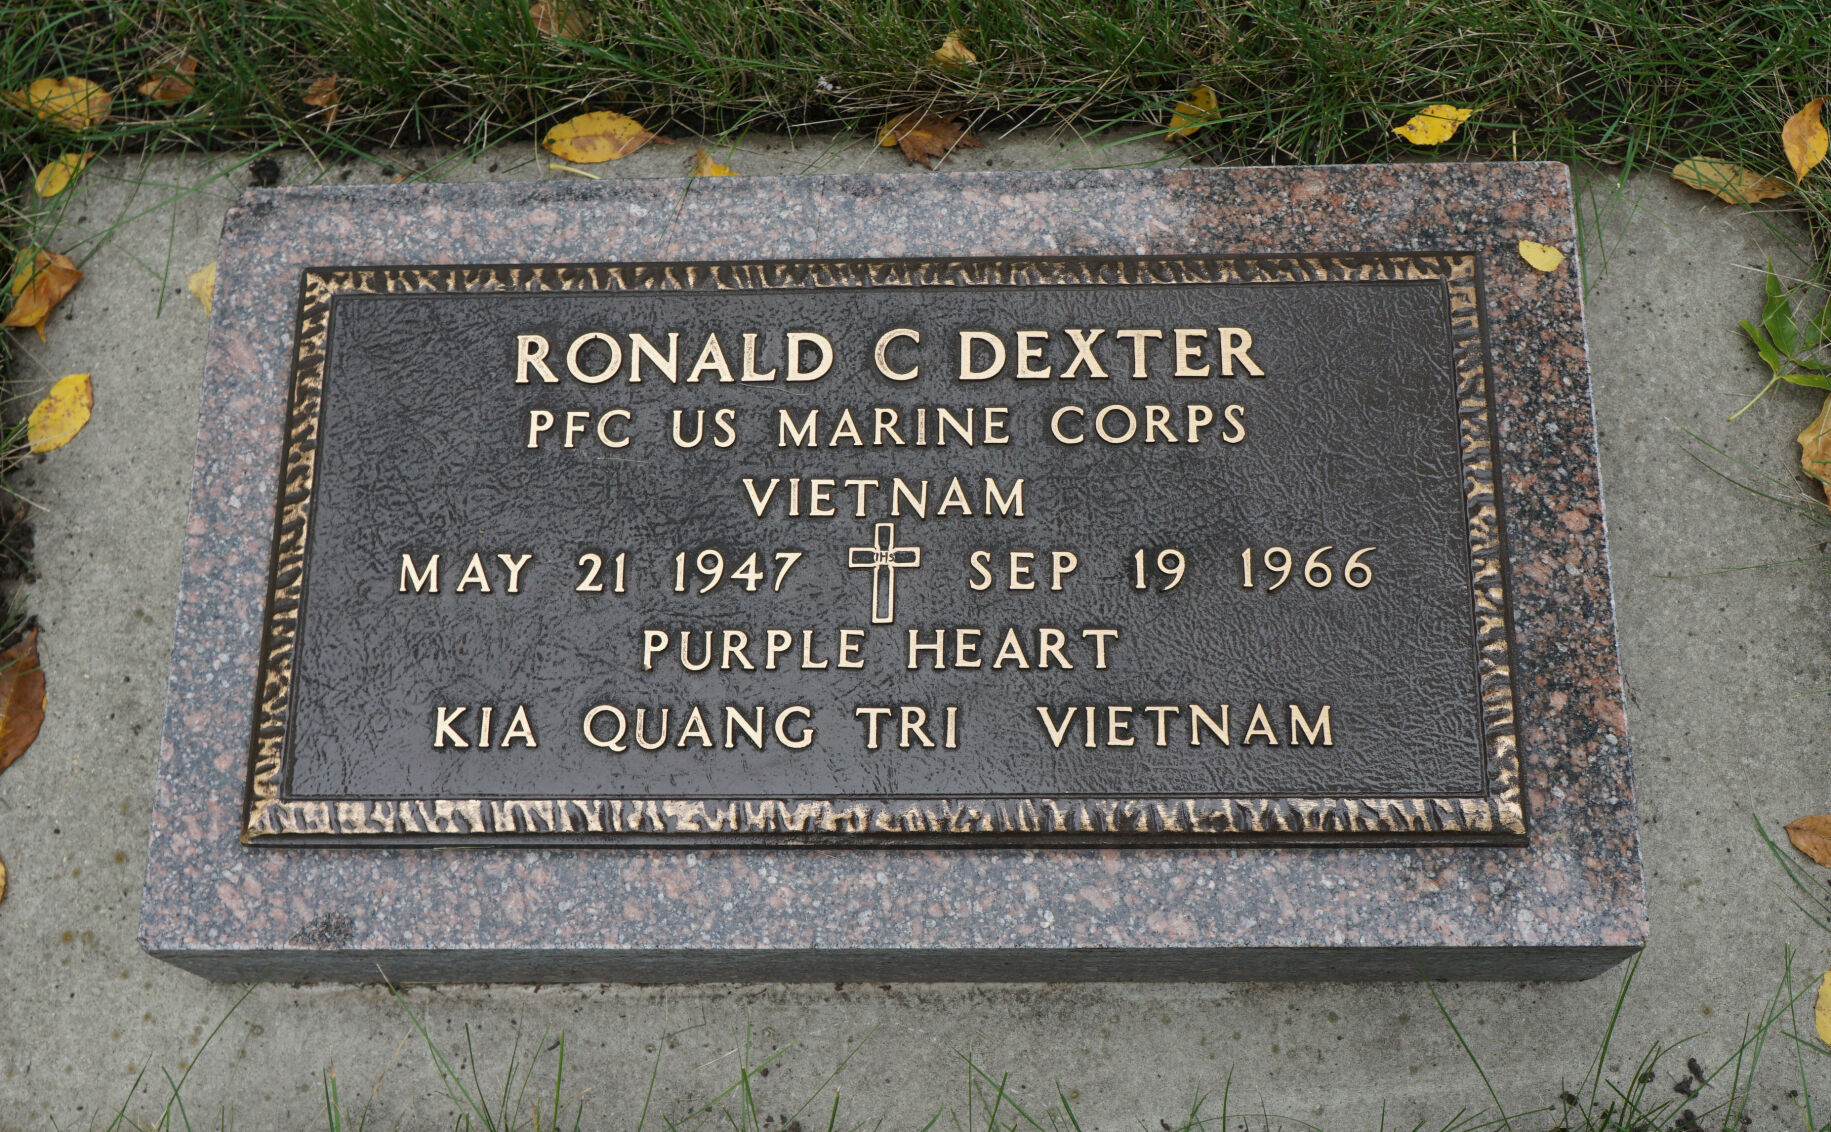 RONALD C DEXTER
PFC US MARINE CORPS
VIETNAM
MAY 21 1947 IHS SEP 19 1966
PURPLE HEART
KIA QUANG TRI VIETNAM